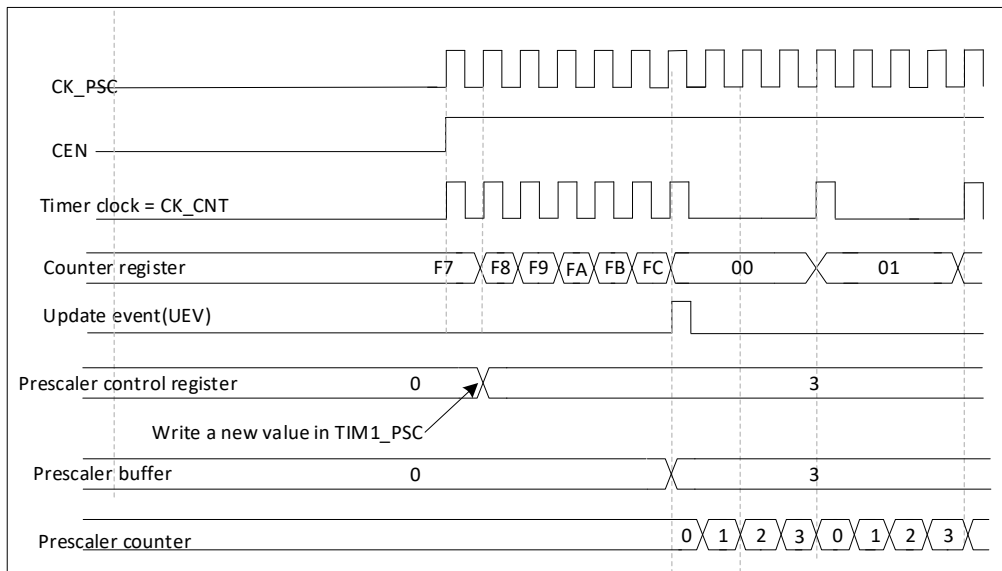 CK_PSC
CEN
Timer clock = CK_CNT
Counter register F7 F8 F9 FA FB FC 00 01
Update event(UEV)
Prescaler control register 0 3
Write a new value in TIM1_PSC
Prescaler buffer 0 3
Prescaler counter 0 1 2 3 0 1 2 3